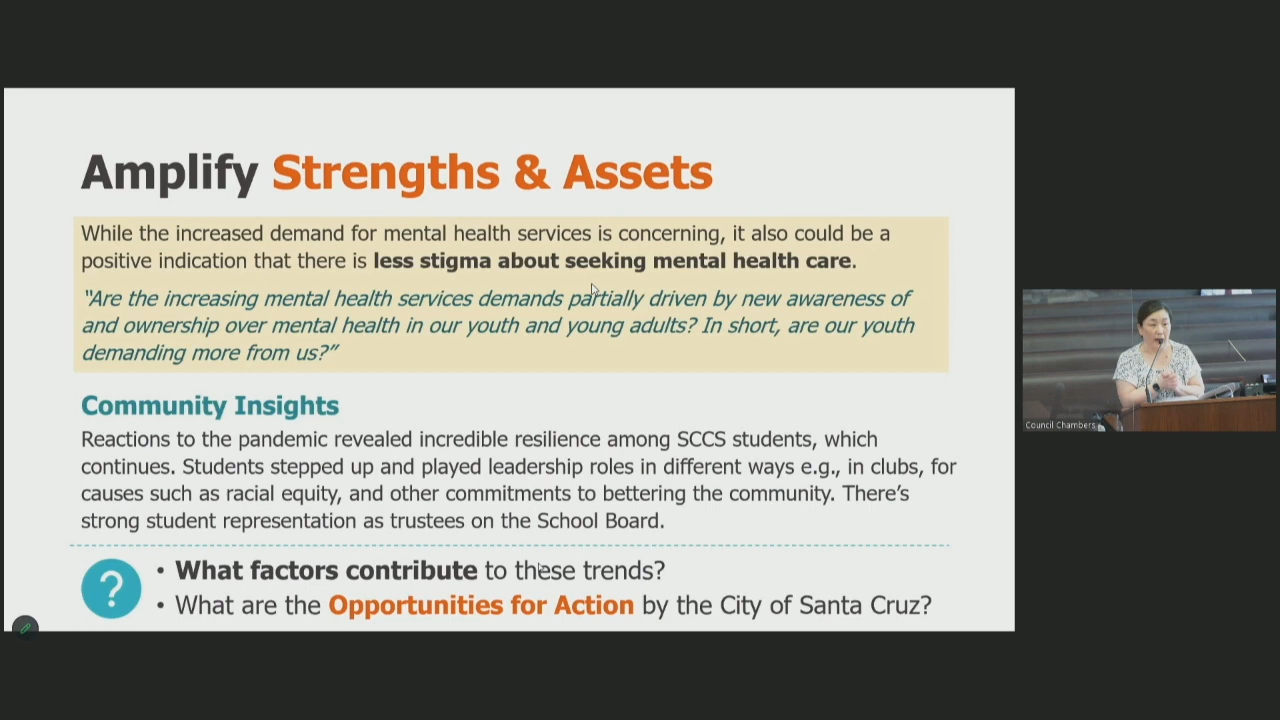 Amplify Strengths & Assets
While the increased demand for mental health services is concerning, it also could be a
positive indication that there is less stigma about seeking mental health care.
“Are the increasing mental health services demands partially driven by new awareness of
and ownership over mental health in our youth and young adults? In short, are our youth
demanding more from us?”
Community Insights
Reactions to the pandemic revealed incredible resilience among SCCS students, which
continues. Students stepped up and played leadership roles in different ways e.g., in clubs, for
causes such as racial equity, and other commitments to bettering the community. There’s
strong student representation as trustees on the School Board.
?
• What factors contribute to these trends?
• What are the Opportunities for Action by the City of Santa Cruz?
Council Chambers